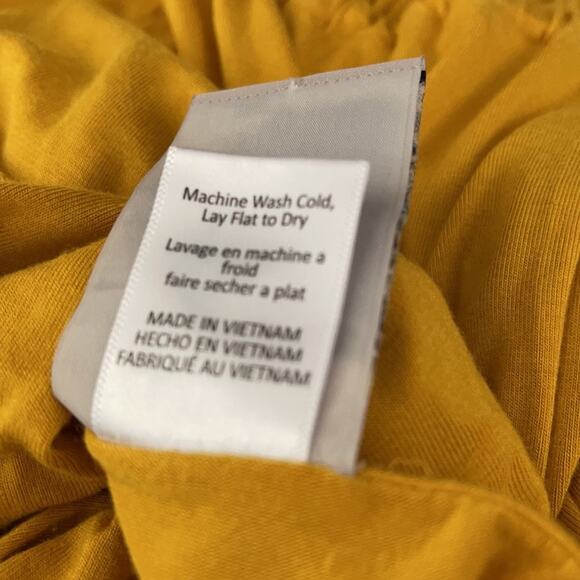 Machine Wash Cold,
Lay Flat to Dry
Lavage en machine a
froid
faire secher a plat
MADE IN VIETNAM
HECHO EN VIETNAM
FABRIQUÉ AU VIETNAM